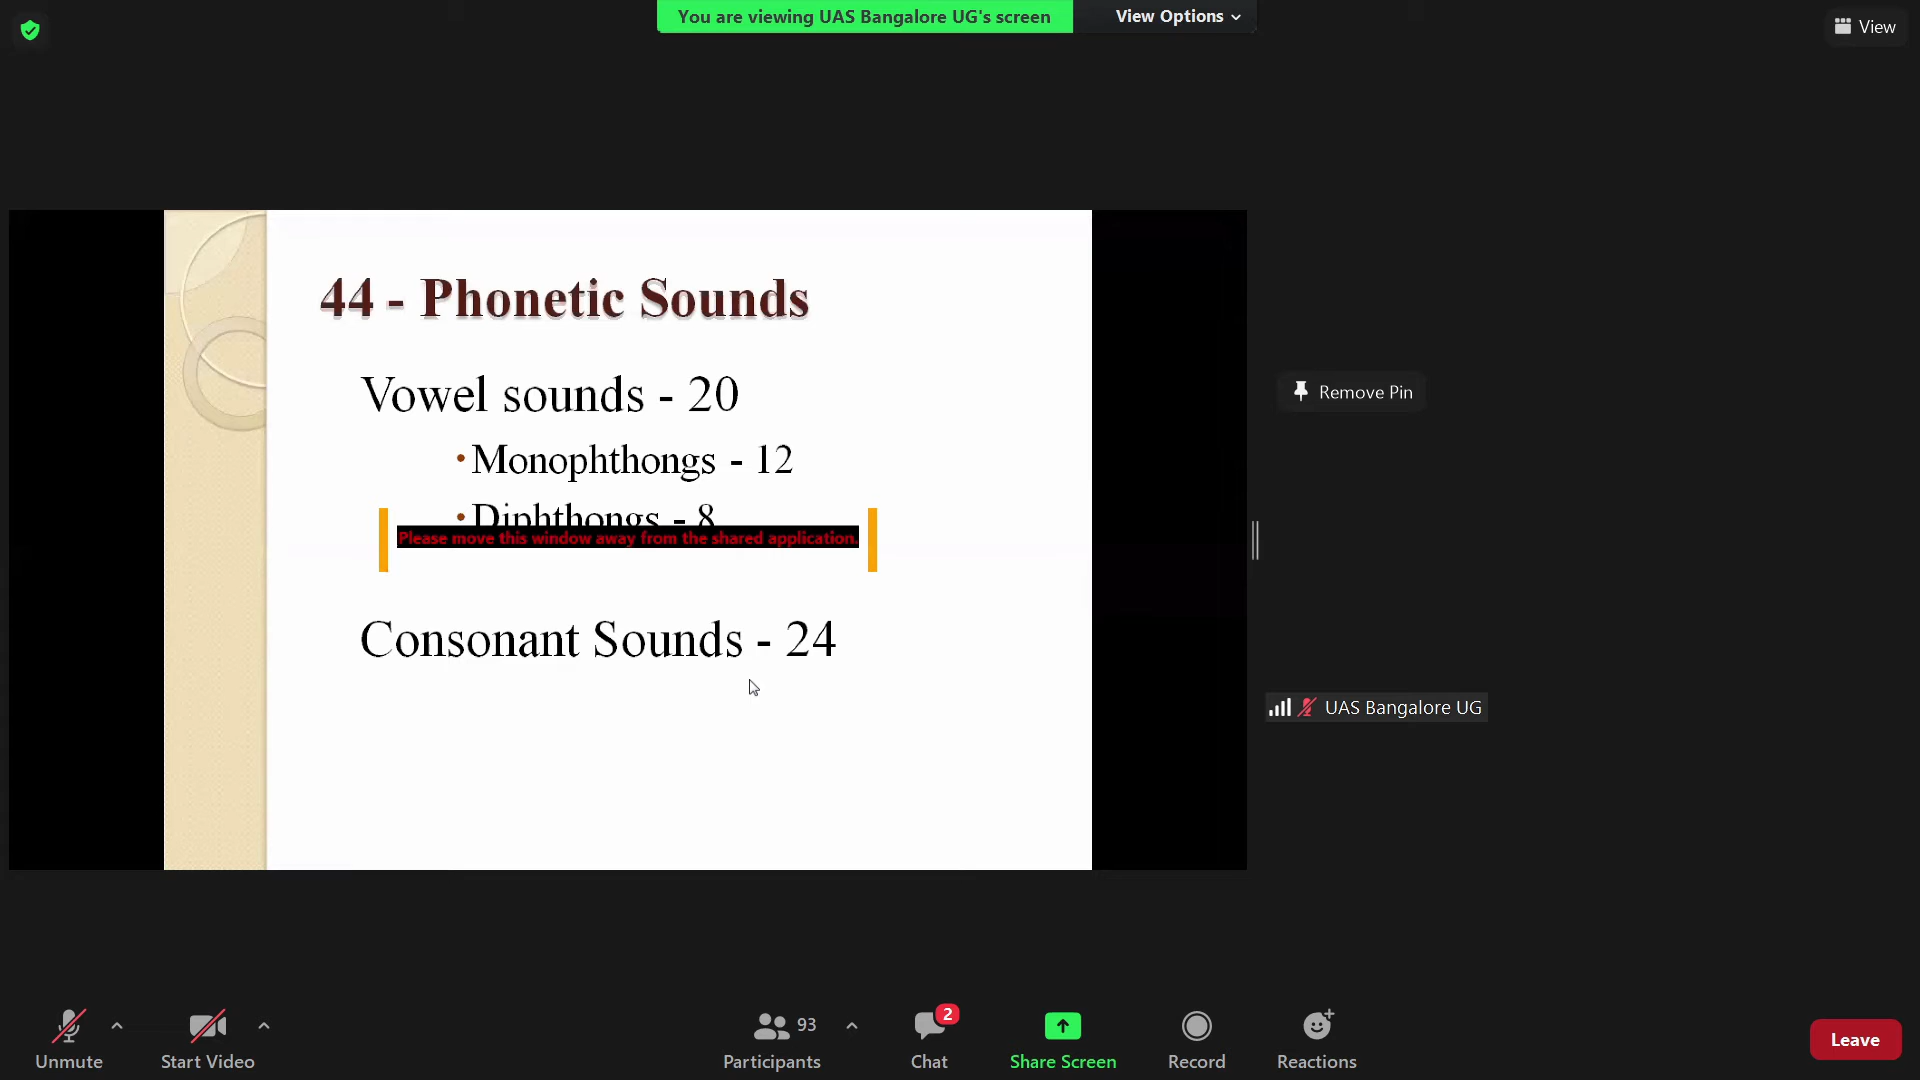 You are viewing UAS Bangalore UG's screen
View Options
View
44 - Phonetic Sounds
Vowel sounds - 20
•Monophthongs - 12
•Diphthongs - 8
Please move this window away from the shared application.
Consonant Sounds - 24
Remove Pin
UAS Bangalore UG
Unmute
Start Video
93
Participants
2
Chat
Share Screen
Record
Reactions
Leave